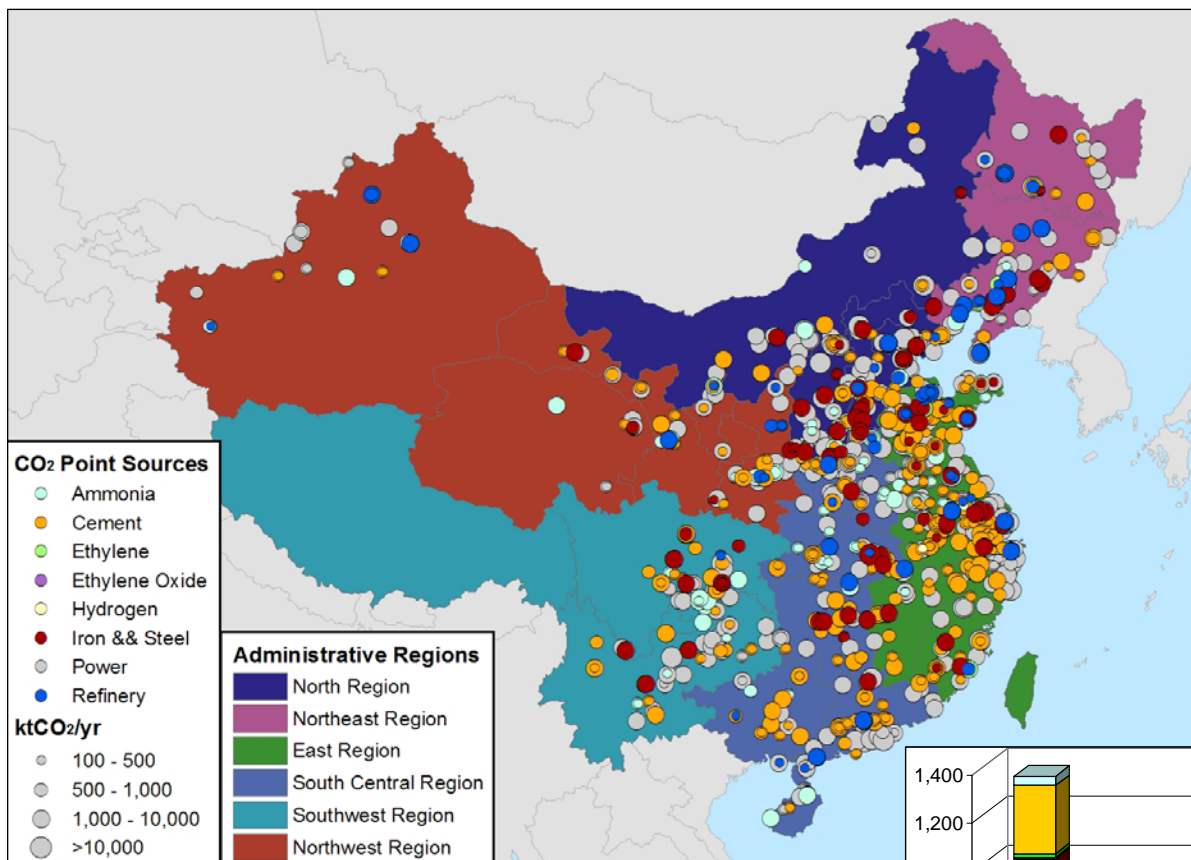 CO2 Point Sources
Ammonia
Cement
Ethylene
Ethylene Oxide
Hydrogen
Iron && Steel
Power
Refinery
ktCO2/yr
100 - 500
500 - 1,000
1,000 - 10,000
>10,000
Administrative Regions
North Region
Northeast Region
East Region
South Central Region
Southwest Region
Northwest Region
1,400
1,200